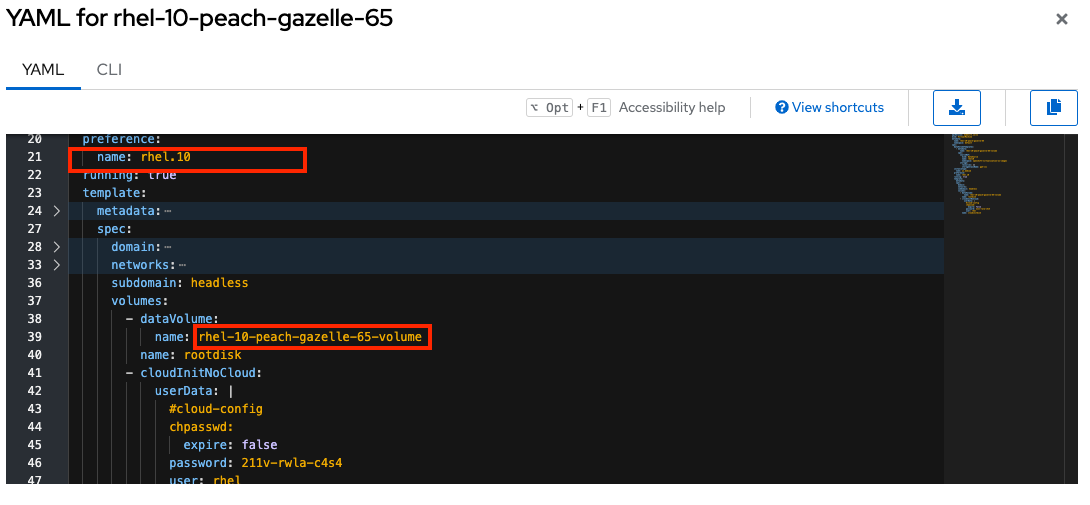 YAML for rhel-10-peach-gazelle-65
YAML CLI
⌥ Opt + F1 Accessibility help View shortcuts
20 preference:
21 name: rhel.10
22 running: true
23 template:
24 metadata:⋯
27 spec:
28 domain:⋯
33 networks:⋯
36 subdomain: headless
37 volumes:
38 - dataVolume:
39 name: rhel-10-peach-gazelle-65-volume
40 name: rootdisk
41 - cloudInitNoCloud:
42 userData: |
43 #cloud-config
44 chpasswd:
45 expire: false
46 password: 211v-rwla-c4s4
47 user: rhel